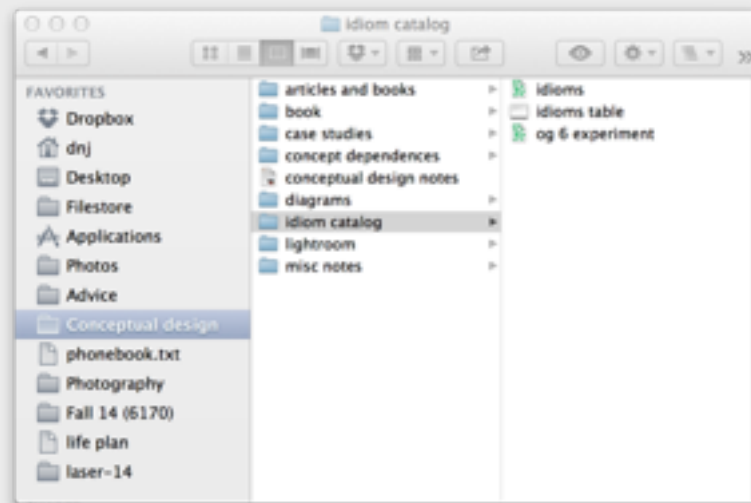 idiom catalog
FAVORITES
Dropbox
dnj
Desktop
Filestore
Applications
Photos
Advice
Conceptual design
phonebook.txt
Photography
Fall 14 (6170)
life plan
laser-14
articles and books
book
case studies
concept dependences
conceptual design notes
diagrams
idiom catalog
lightroom
misc notes
idioms
idioms table
og 6 experiment